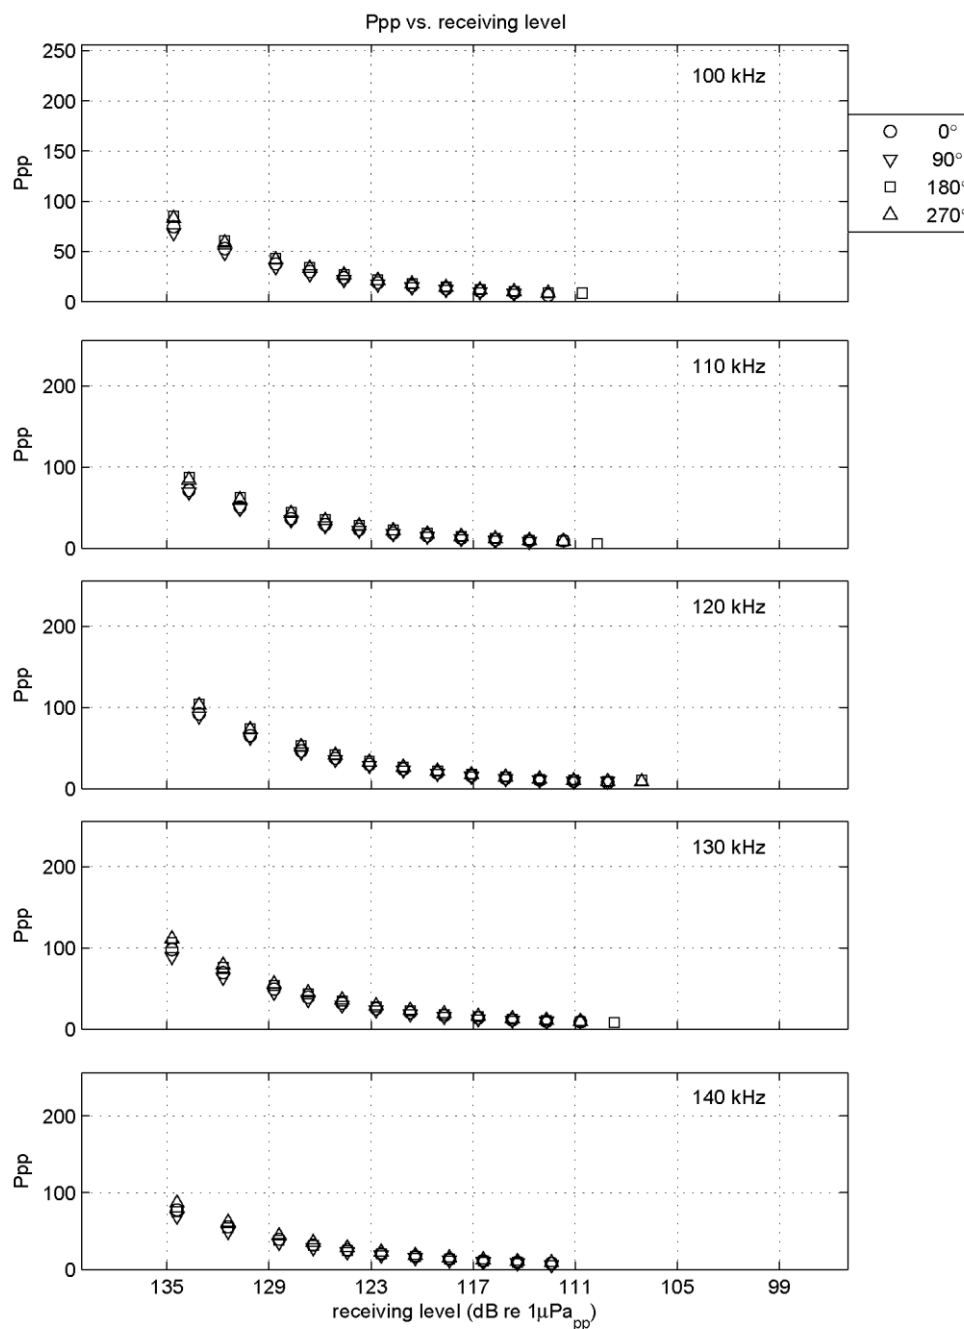 Ppp vs. receiving level
250
100 kHz
200
0°
150
90°
Ppp
180°
100
270°
50
0
110 kHz
200
Ppp
100
0
120 kHz
200
Ppp
100
0
130 kHz
200
Ppp
100
0
140 kHz
200
Ppp
100
0
135 129 123 117 111 105 99
receiving level (dB re 1μPapp)